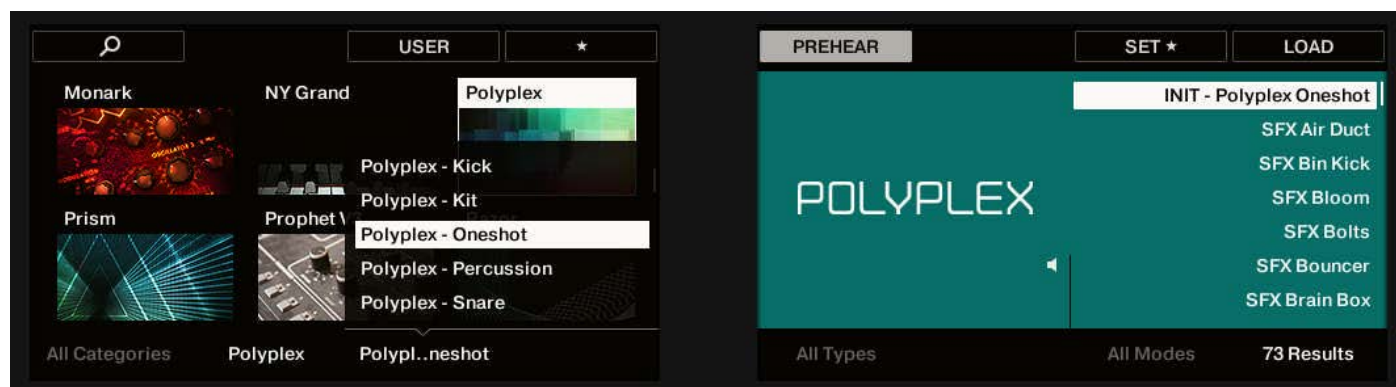 USER
★
Monark
NY Grand
Polyplex
Polyplex - Kick
Polyplex - Kit
Prism
Prophet V
Polyplex - Oneshot
Polyplex - Percussion
Polyplex - Snare
All Categories
Polyplex
Polypl..neshot
PREHEAR
SET ★
LOAD
POLYPLEX
INIT - Polyplex Oneshot
SFX Air Duct
SFX Bin Kick
SFX Bloom
SFX Bolts
SFX Bouncer
SFX Brain Box
All Types
All Modes
73 Results